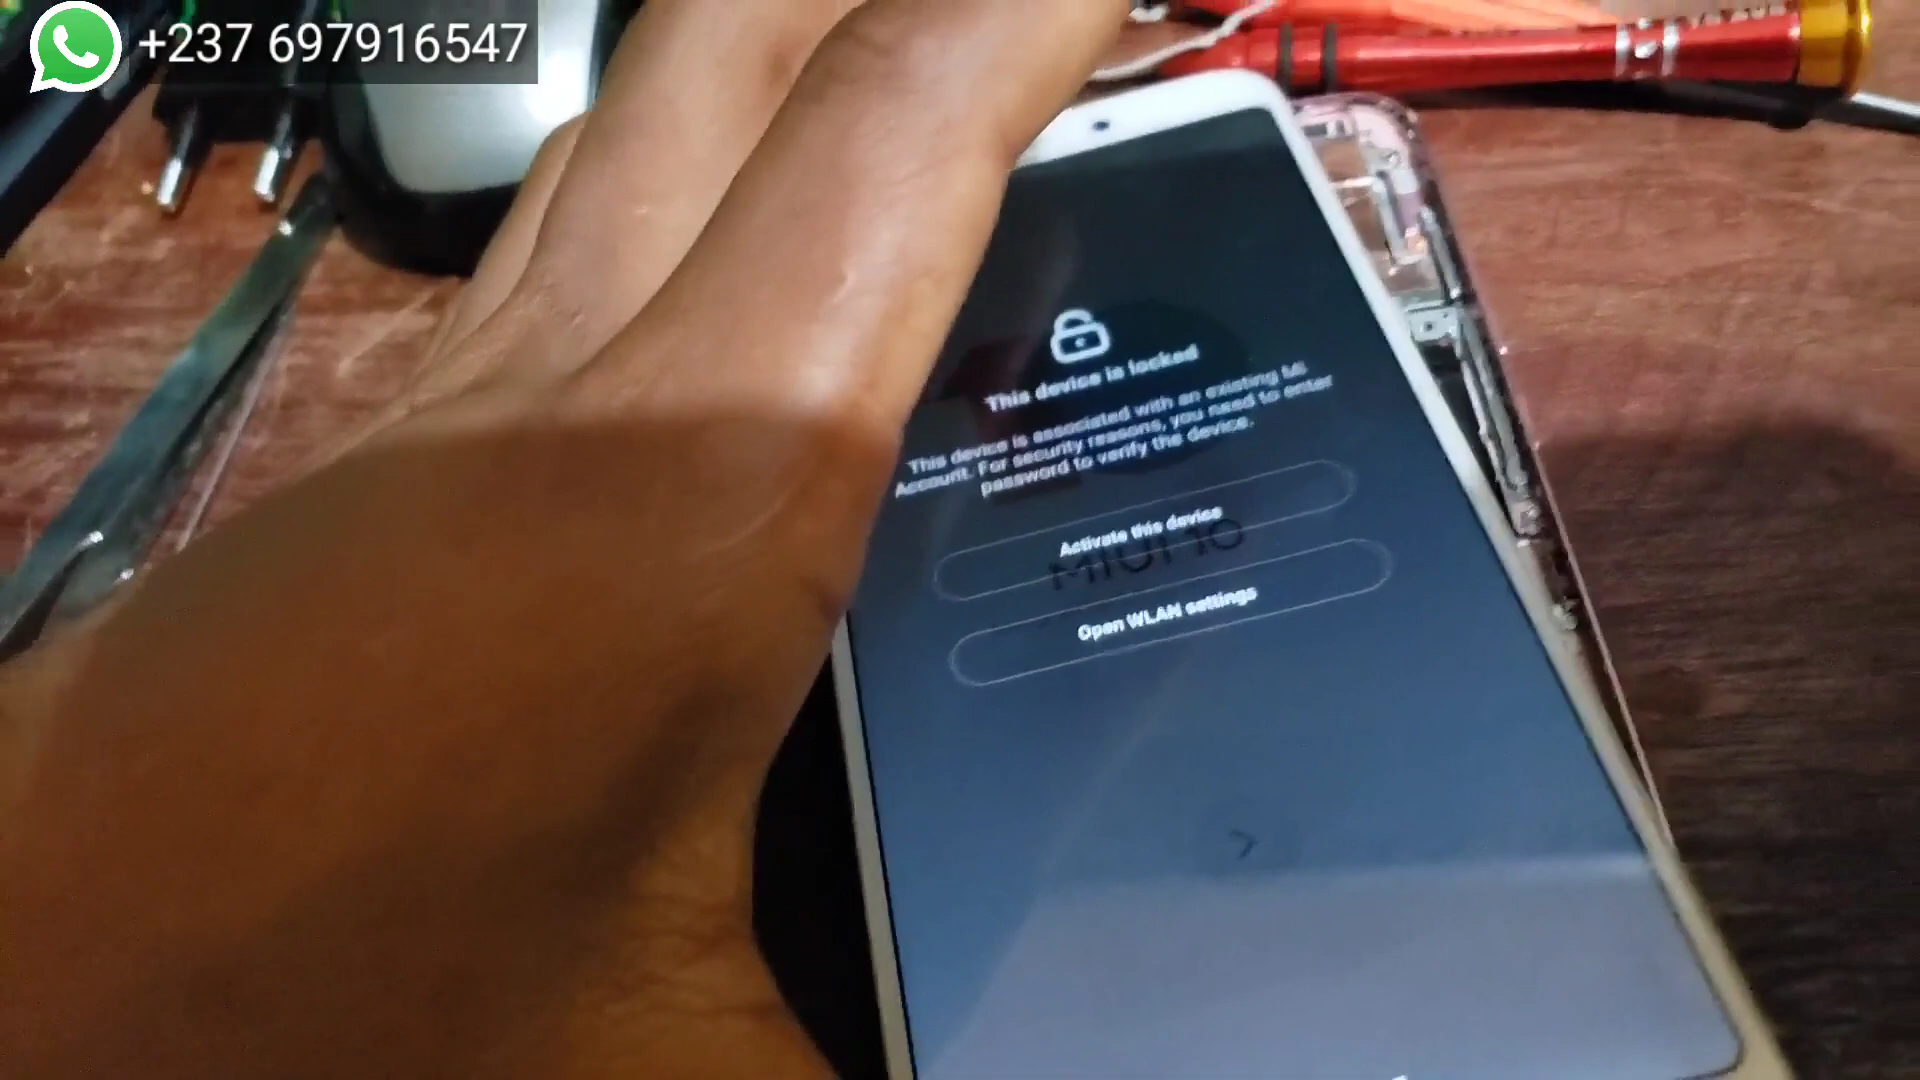 +237 697916547
This device is locked
This device is associated with an existing Mi
Account. For security reasons, you need to enter
password to verify the device.
Activate this device
MIUI 10
Open WLAN settings